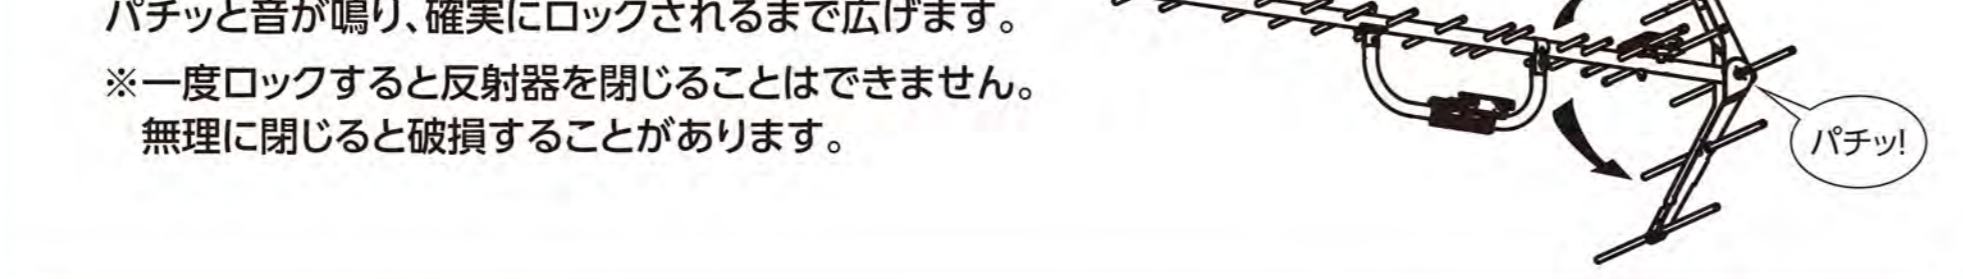 パチッと音が鳴り、確実にロックされるまで広げます。
※一度ロックすると反射器を閉じることはできません。
無理に閉じると破損することがあります。
パチッ!